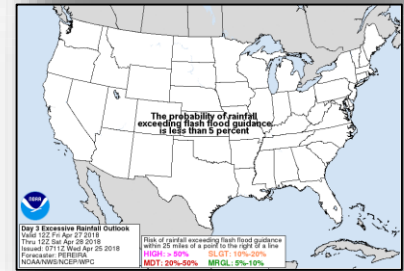 The probability of rainfall
exceeding flash flood guidance
is less than 5 percent
NOAA
Day 3 Excessive Rainfall Outlook
Valid 12Z Fri Apr 27 2018
Thru 12Z Sat Apr 28 2018
Issued: 0711Z Wed Apr 25 2018
Forecaster: PEREIRA
NOAA/NWS/NCEP/WPC
Risk of rainfall exceeding flash flood guidance
within 25 miles of a point to the right of a line
HIGH: > 50% SLGT: 10%-20%
MDT: 20%-50% MRGL: 5%-10%